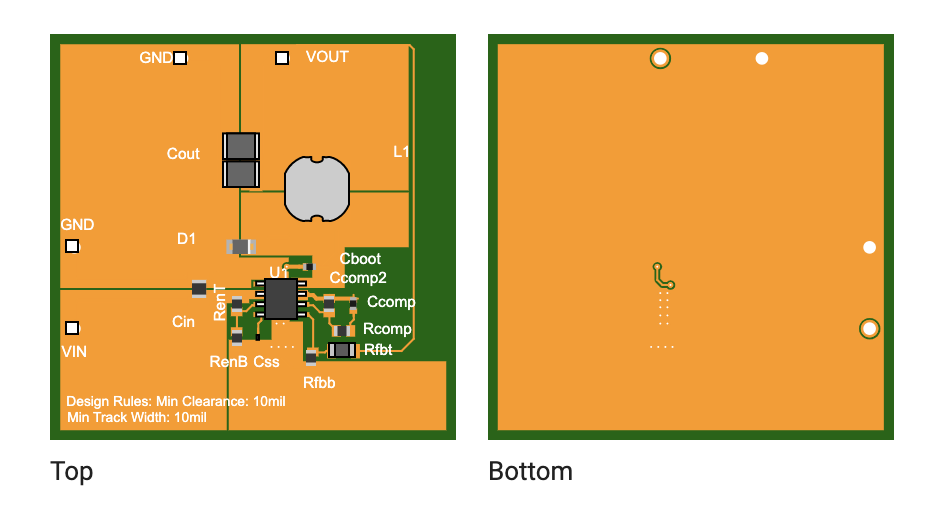 GND
VOUT
Cout
L1
GND
D1
Cboot
U1
Ccomp2
RenT
Ccomp
Cin
Rcomp
VIN
Rfbt
RenB Css
Rfbb
Design Rules: Min Clearance: 10mil
Min Track Width: 10mil
Top
Bottom